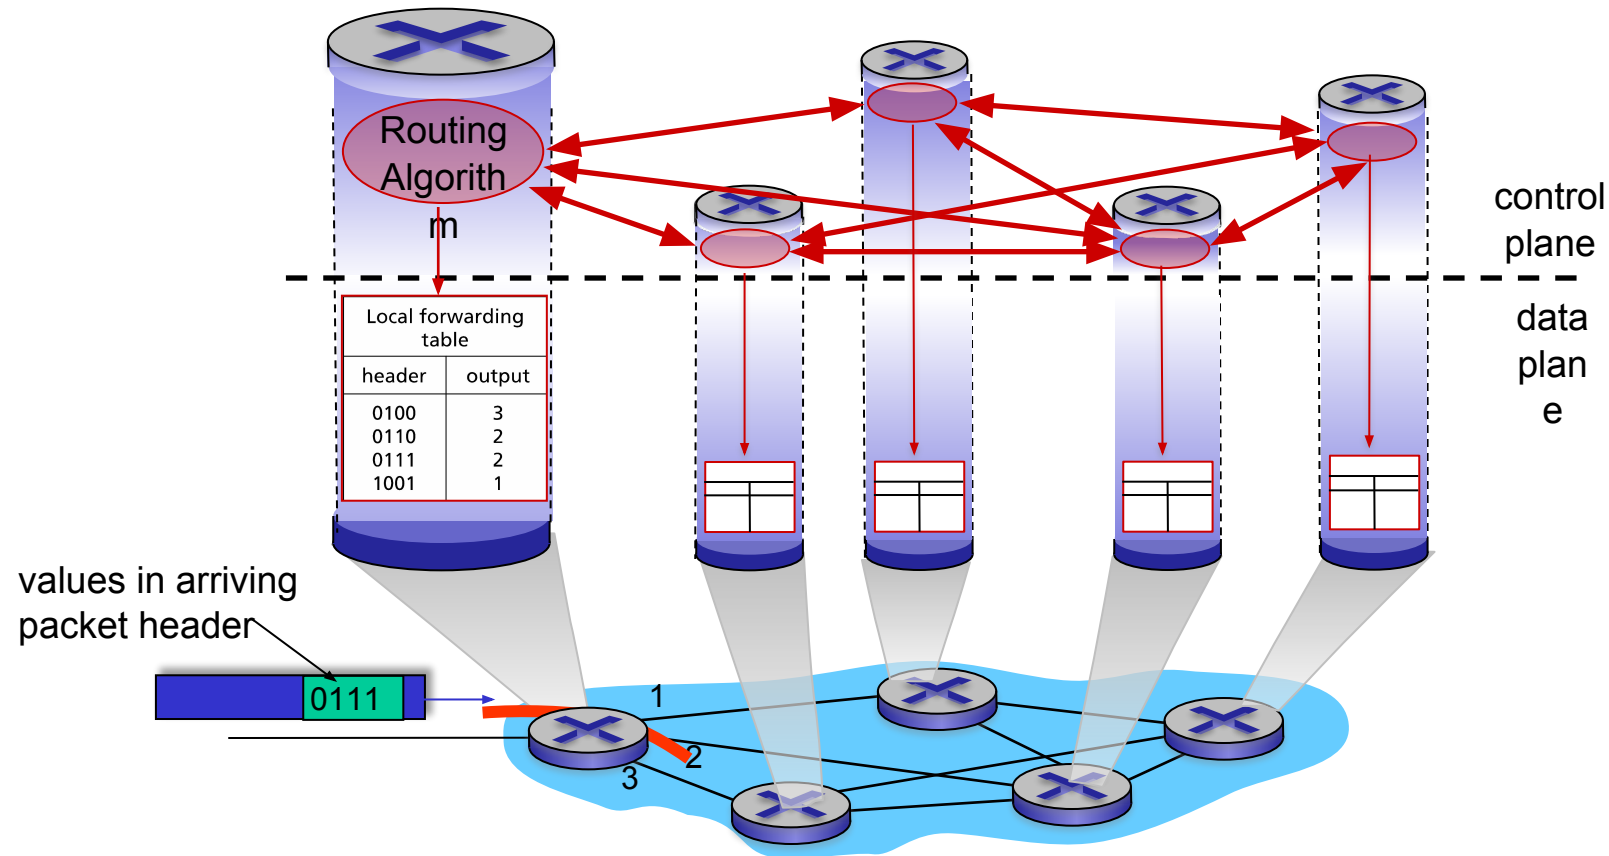 Routing
Algorith
m
control
plane
data
plan
e
Local forwarding
table
header output
0100 3
0110 2
0111 2
1001 1
values in arriving
packet header
0111
1
2
3